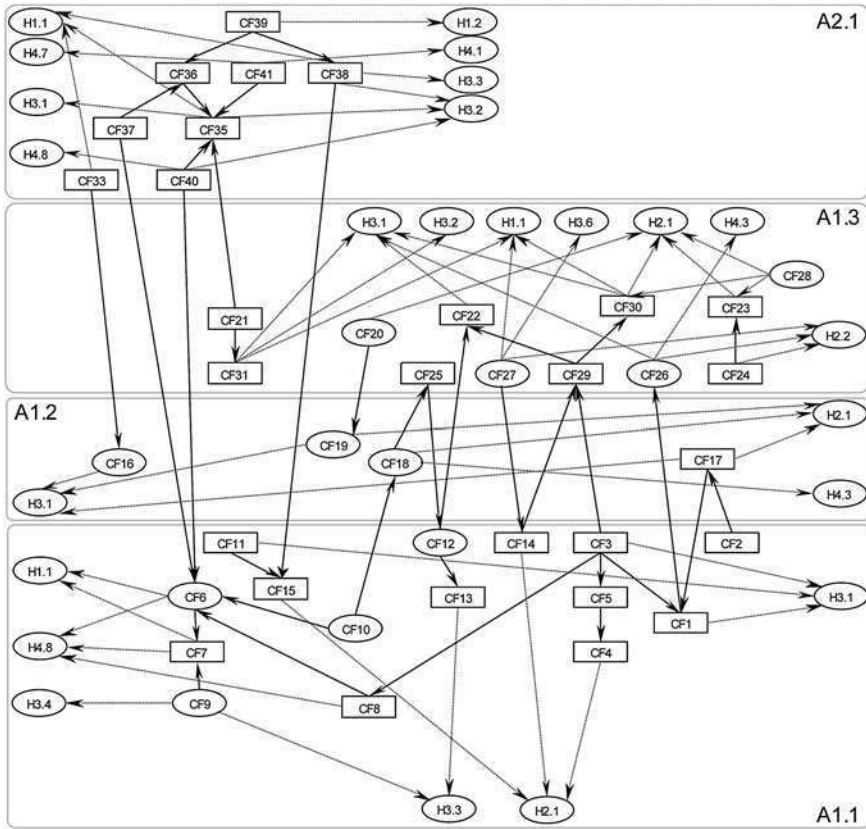 H1.1 CF39 H1.2 A2.1
H4.7 H4.1
CF36 CF41 CF38 H3.3
H3.1 H3.2
CF37 CF35
H4.8
CF33 CF40
H3.1 H3.2 H1.1 H3.6 H2.1 H4.3 A1.3
CF28
CF21 CF22 CF30 CF23
CF20 H2.2
CF31 CF25 CF27 CF29 CF26 CF24
A1.2 H2.1
CF19
CF16 CF18 CF17
H3.1 H4.3
CF11 CF12 CF14 CF3 CF2
H1.1
CF6 CF15 CF13 CF5 H3.1
CF10 CF1
H4.8 CF7 CF4
H3.4 CF9 CF8
H3.3 H2.1 A1.1